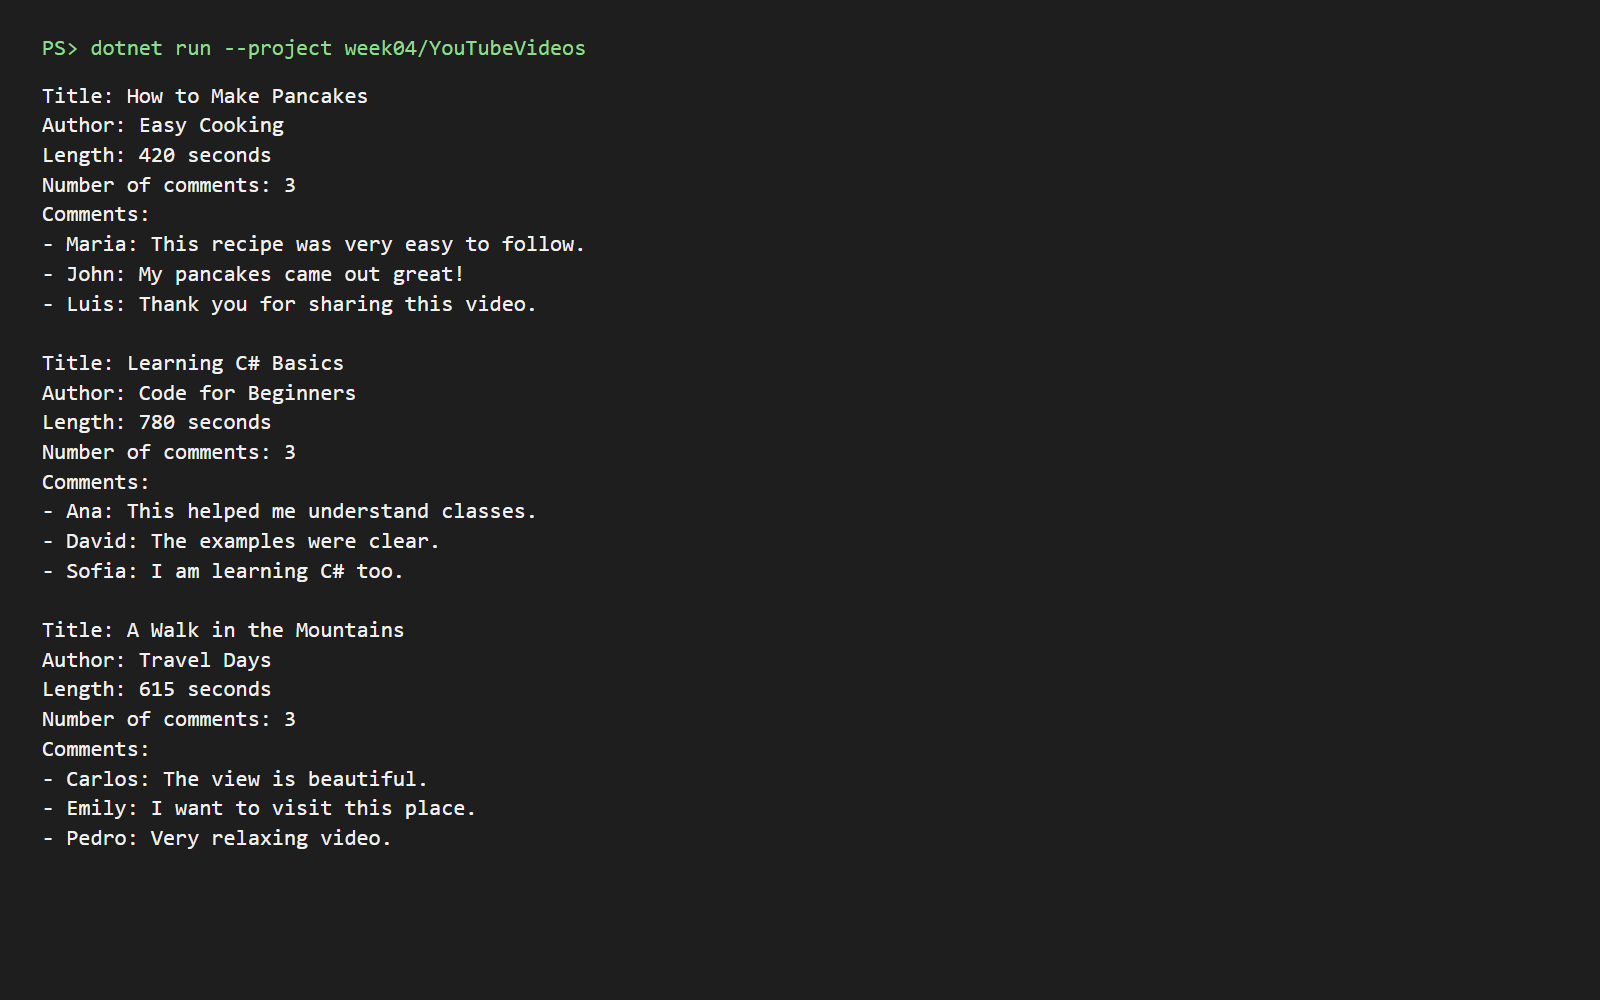 PS> dotnet run --project week04/YouTubeVideos
Title: How to Make Pancakes
Author: Easy Cooking
Length: 420 seconds
Number of comments: 3
Comments:
- Maria: This recipe was very easy to follow.
- John: My pancakes came out great!
- Luis: Thank you for sharing this video.
Title: Learning C# Basics
Author: Code for Beginners
Length: 780 seconds
Number of comments: 3
Comments:
- Ana: This helped me understand classes.
- David: The examples were clear.
- Sofia: I am learning C# too.
Title: A Walk in the Mountains
Author: Travel Days
Length: 615 seconds
Number of comments: 3
Comments:
- Carlos: The view is beautiful.
- Emily: I want to visit this place.
- Pedro: Very relaxing video.